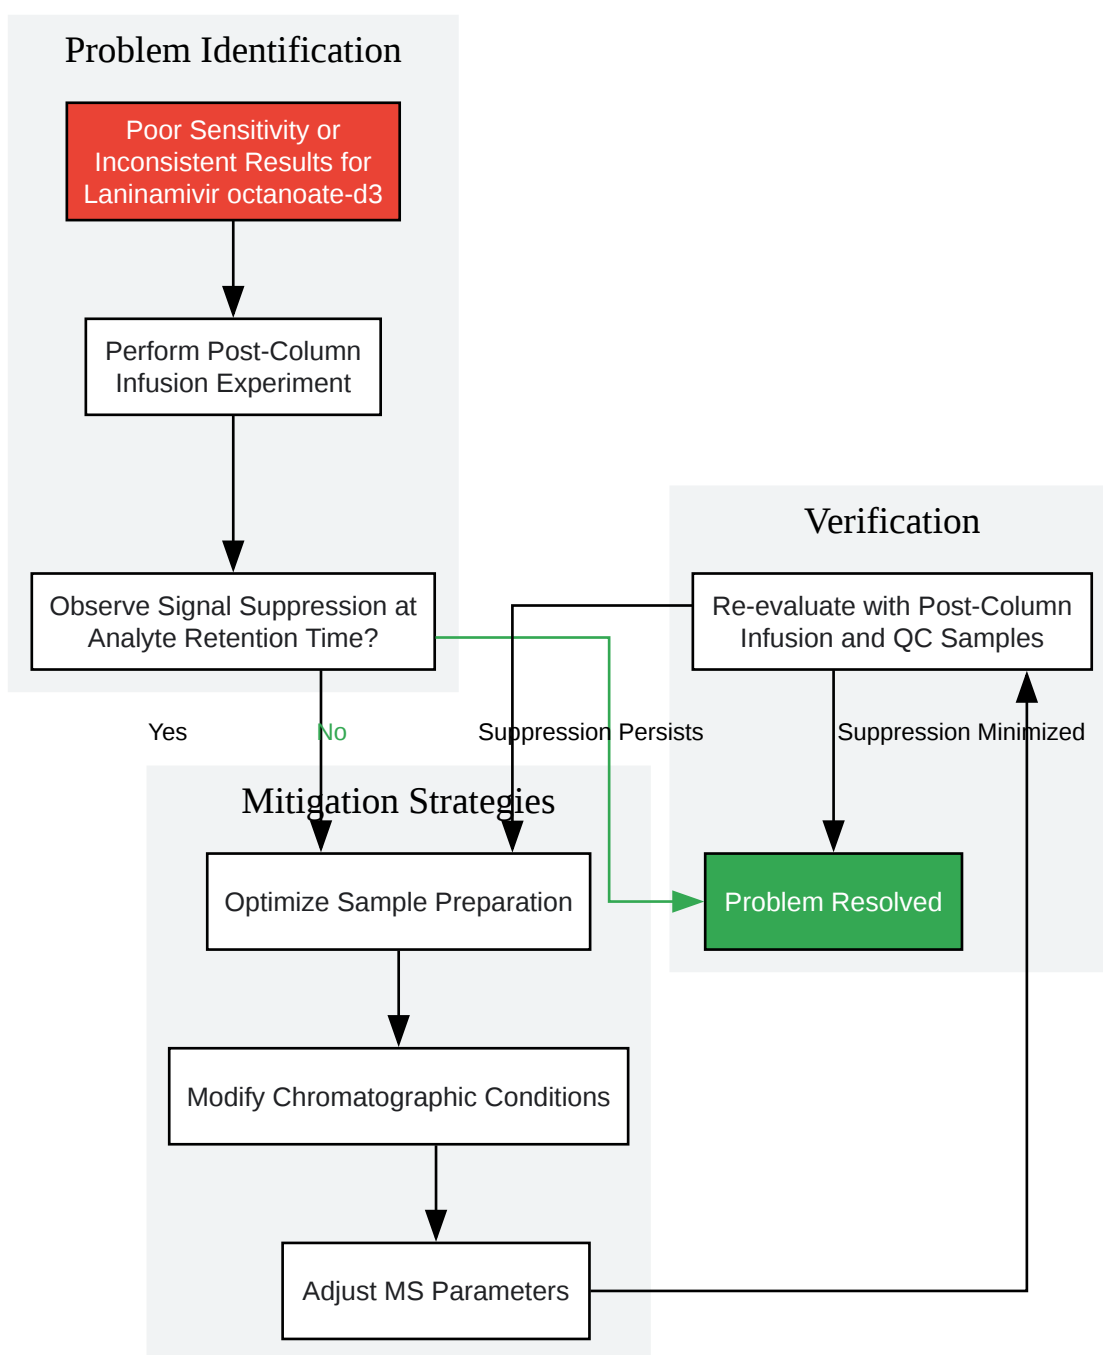 Problem Identification
Poor Sensitivity or
Inconsistent Results for
Laninamivir octanoate-d3
Perform Post-Column
Infusion Experiment
Observe Signal Suppression at
Analyte Retention Time?
Verification
Re-evaluate with Post-Column
Infusion and QC Samples
Yes
No
Suppression Persists
Suppression Minimized
Mitigation Strategies
Optimize Sample Preparation
Problem Resolved
Modify Chromatographic Conditions
Adjust MS Parameters